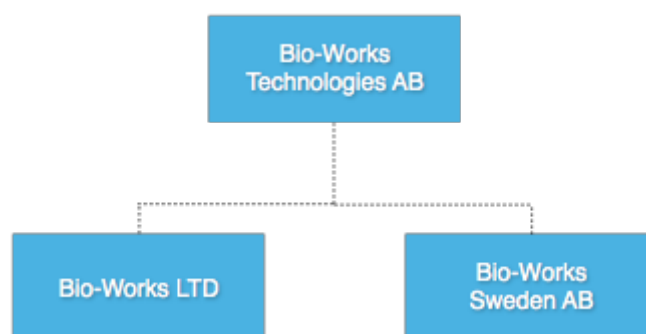 Bio-Works
Technologies AB
Bio-Works LTD
Bio-Works
Sweden AB